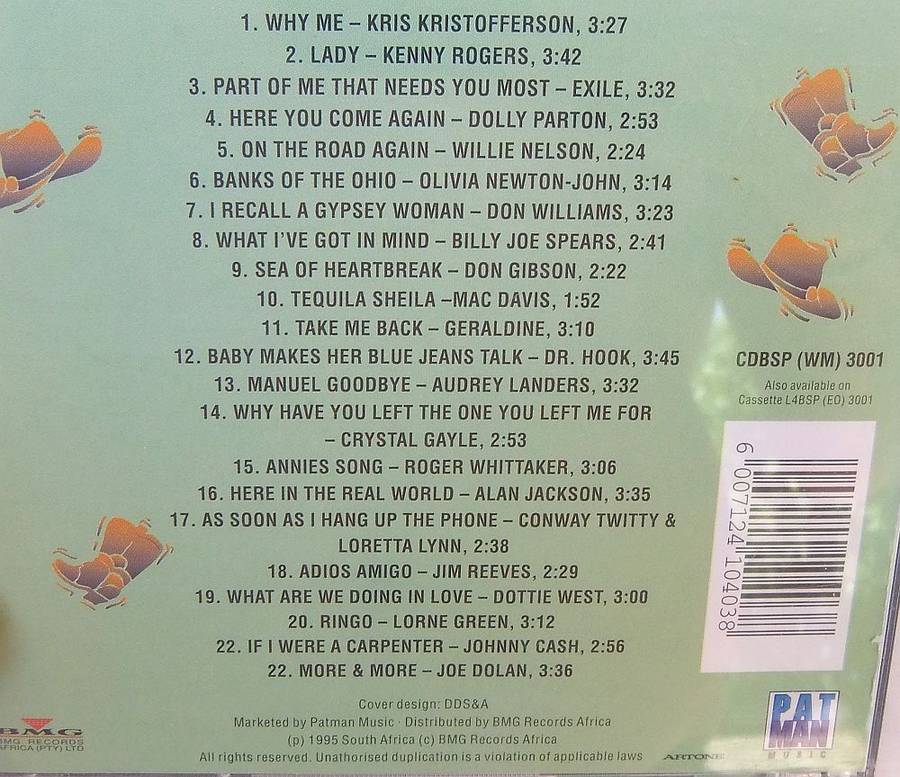 1. WHY ME – KRIS KRISTOFFERSON, 3:27
2. LADY – KENNY ROGERS, 3:42
3. PART OF ME THAT NEEDS YOU MOST – EXILE, 3:32
4. HERE YOU COME AGAIN – DOLLY PARTON, 2:53
5. ON THE ROAD AGAIN – WILLIE NELSON, 2:24
6. BANKS OF THE OHIO – OLIVIA NEWTON-JOHN, 3:14
7. I RECALL A GYPSEY WOMAN – DON WILLIAMS, 3:23
8. WHAT I'VE GOT IN MIND – BILLY JOE SPEARS, 2:41
9. SEA OF HEARTBREAK – DON GIBSON, 2:22
10. TEQUILA SHEILA –MAC DAVIS, 1:52
11. TAKE ME BACK – GERALDINE, 3:10
12. BABY MAKES HER BLUE JEANS TALK – DR. HOOK, 3:45
13. MANUEL GOODBYE – AUDREY LANDERS, 3:32
14. WHY HAVE YOU LEFT THE ONE YOU LEFT ME FOR
– CRYSTAL GAYLE, 2:53
15. ANNIES SONG – ROGER WHITTAKER, 3:06
16. HERE IN THE REAL WORLD – ALAN JACKSON, 3:35
17. AS SOON AS I HANG UP THE PHONE – CONWAY TWITTY &
LORETTA LYNN, 2:38
18. ADIOS AMIGO – JIM REEVES, 2:29
19. WHAT ARE WE DOING IN LOVE – DOTTIE WEST, 3:00
20. RINGO – LORNE GREEN, 3:12
22. IF I WERE A CARPENTER – JOHNNY CASH, 2:56
22. MORE & MORE – JOE DOLAN, 3:36
CDBSP (WM) 3001
Also available on
Cassette L4BSP (EO) 3001
6 007124 104038
Cover design: DDS&A
Marketed by Patman Music · Distributed by BMG Records Africa
(p) 1995 South Africa (c) BMG Records Africa
All rights reserved. Unauthorised duplication is a violation of applicable laws
ARTONE
BMG
BMG RECORDS
AFRICA (PTY) LTD
PAT
MAN
MUSIC